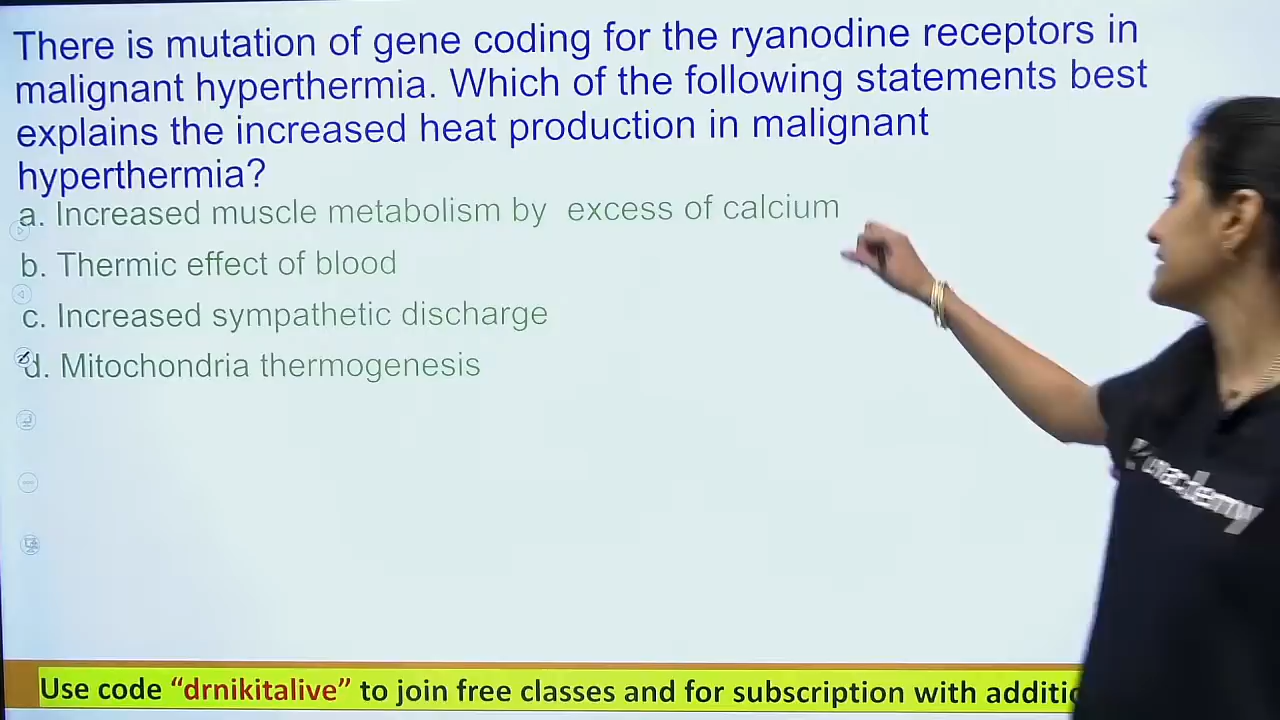 There is mutation of gene coding for the ryanodine receptors in
malignant hyperthermia. Which of the following statements best
explains the increased heat production in malignant
hyperthermia?
a. Increased muscle metabolism by excess of calcium
b. Thermic effect of blood
c. Increased sympathetic discharge
d. Mitochondria thermogenesis
unacademy
Use code “drnikitalive” to join free classes and for subscription with additi